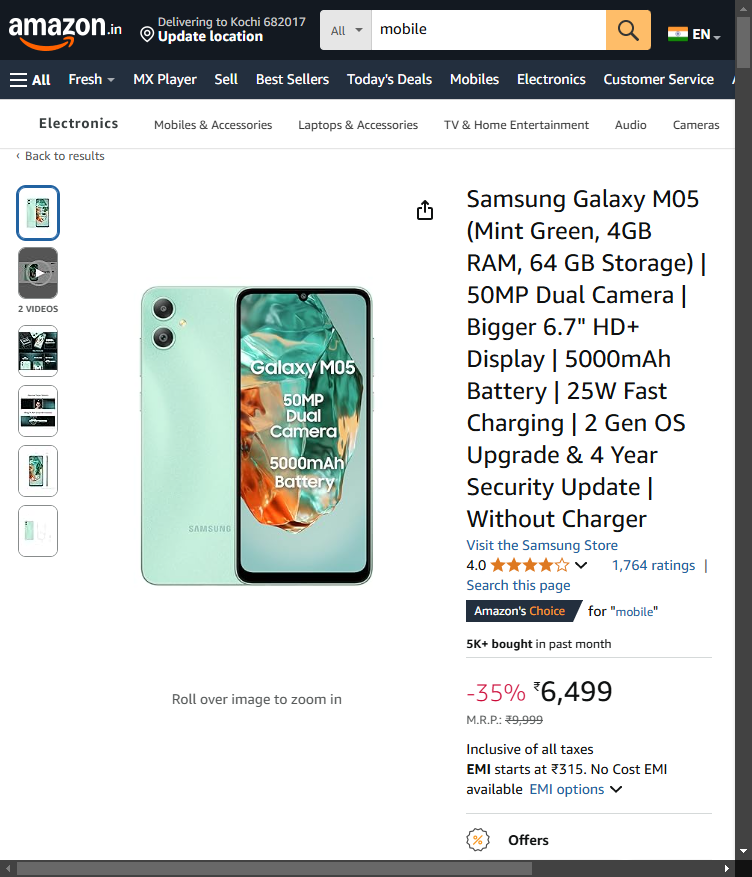 amazon.in
Delivering to Kochi 682017
Update location
All
mobile
EN
All
Fresh
MX Player
Sell
Best Sellers
Today's Deals
Mobiles
Electronics
Customer Service
Electronics
Mobiles & Accessories
Laptops & Accessories
TV & Home Entertainment
Audio
Cameras
‹ Back to results
2 VIDEOS
Galaxy M05
50MP
Dual
Camera
5000mAh
Battery
SAMSUNG
Roll over image to zoom in
Samsung Galaxy M05
(Mint Green, 4GB
RAM, 64 GB Storage) |
50MP Dual Camera |
Bigger 6.7" HD+
Display | 5000mAh
Battery | 25W Fast
Charging | 2 Gen OS
Upgrade & 4 Year
Security Update |
Without Charger
Visit the Samsung Store
4.0
1,764 ratings |
Search this page
Amazon's Choice for "mobile"
5K+ bought in past month
-35% ₹6,499
M.R.P.: ₹9,999
Inclusive of all taxes
EMI starts at ₹315. No Cost EMI
available EMI options
% Offers